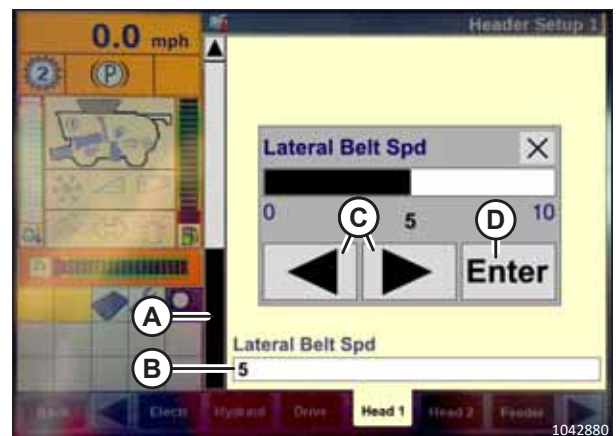 Header Setup 1
0.0 mph
2
(P)
Lateral Belt Spd
0
5
10
C
D
Enter
A
Lateral Belt Spd
B
5
Back
Electr
Hydraul
Drive
Head 1
Head 2
Feeder
1042880